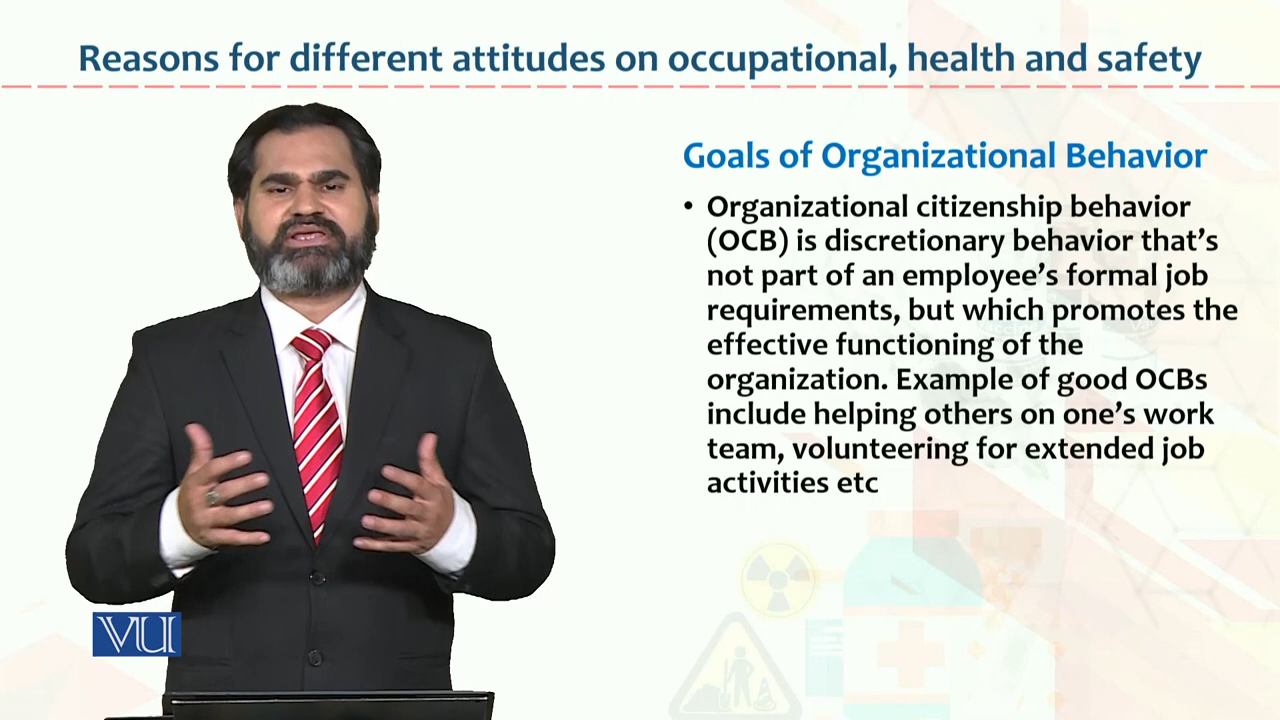 Reasons for different attitudes on occupational, health and safety
Goals of Organizational Behavior
• Organizational citizenship behavior
(OCB) is discretionary behavior that's
not part of an employee's formal job
requirements, but which promotes the
effective functioning of the
organization. Example of good OCBs
include helping others on one's work
team, volunteering for extended job
activities etc
VU